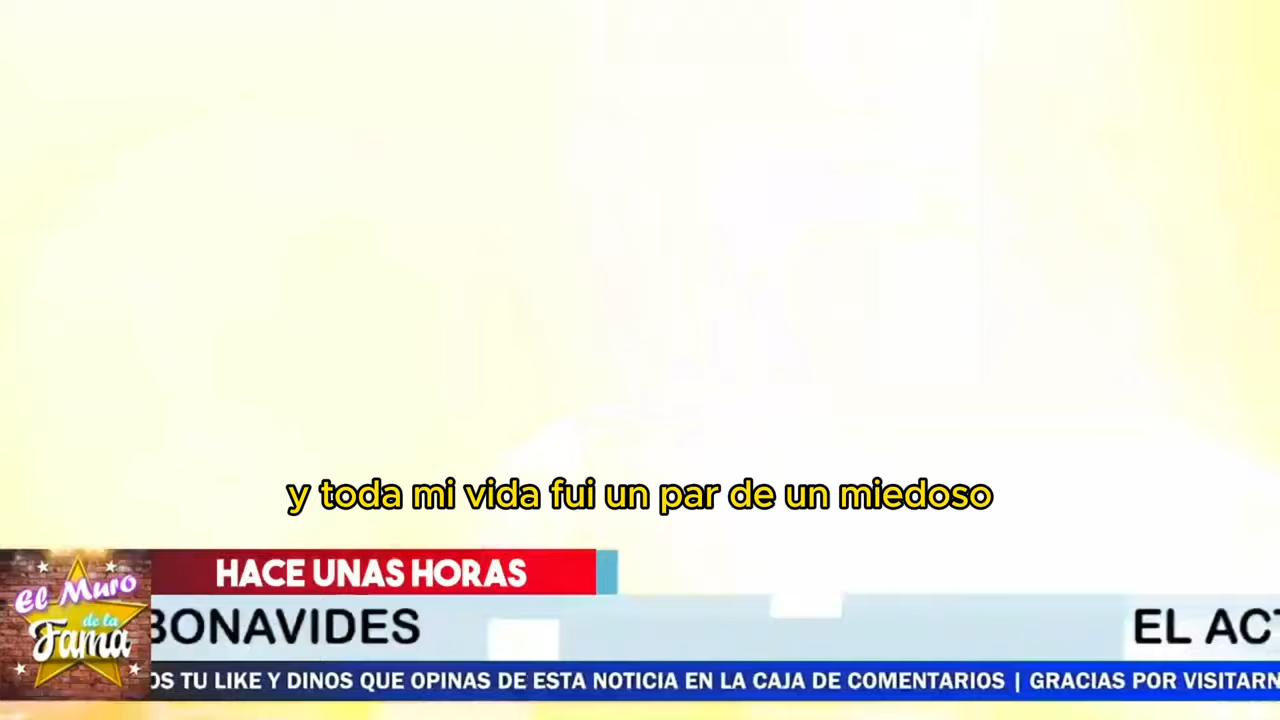 y toda mi vida fui un par de un miedoso
HACE UNAS HORAS
El Muro
de la
Fama
BONAVIDES
EL ACT
OS TU LIKE Y DINOS QUE OPINAS DE ESTA NOTICIA EN LA CAJA DE COMENTARIOS | GRACIAS POR VISITARN